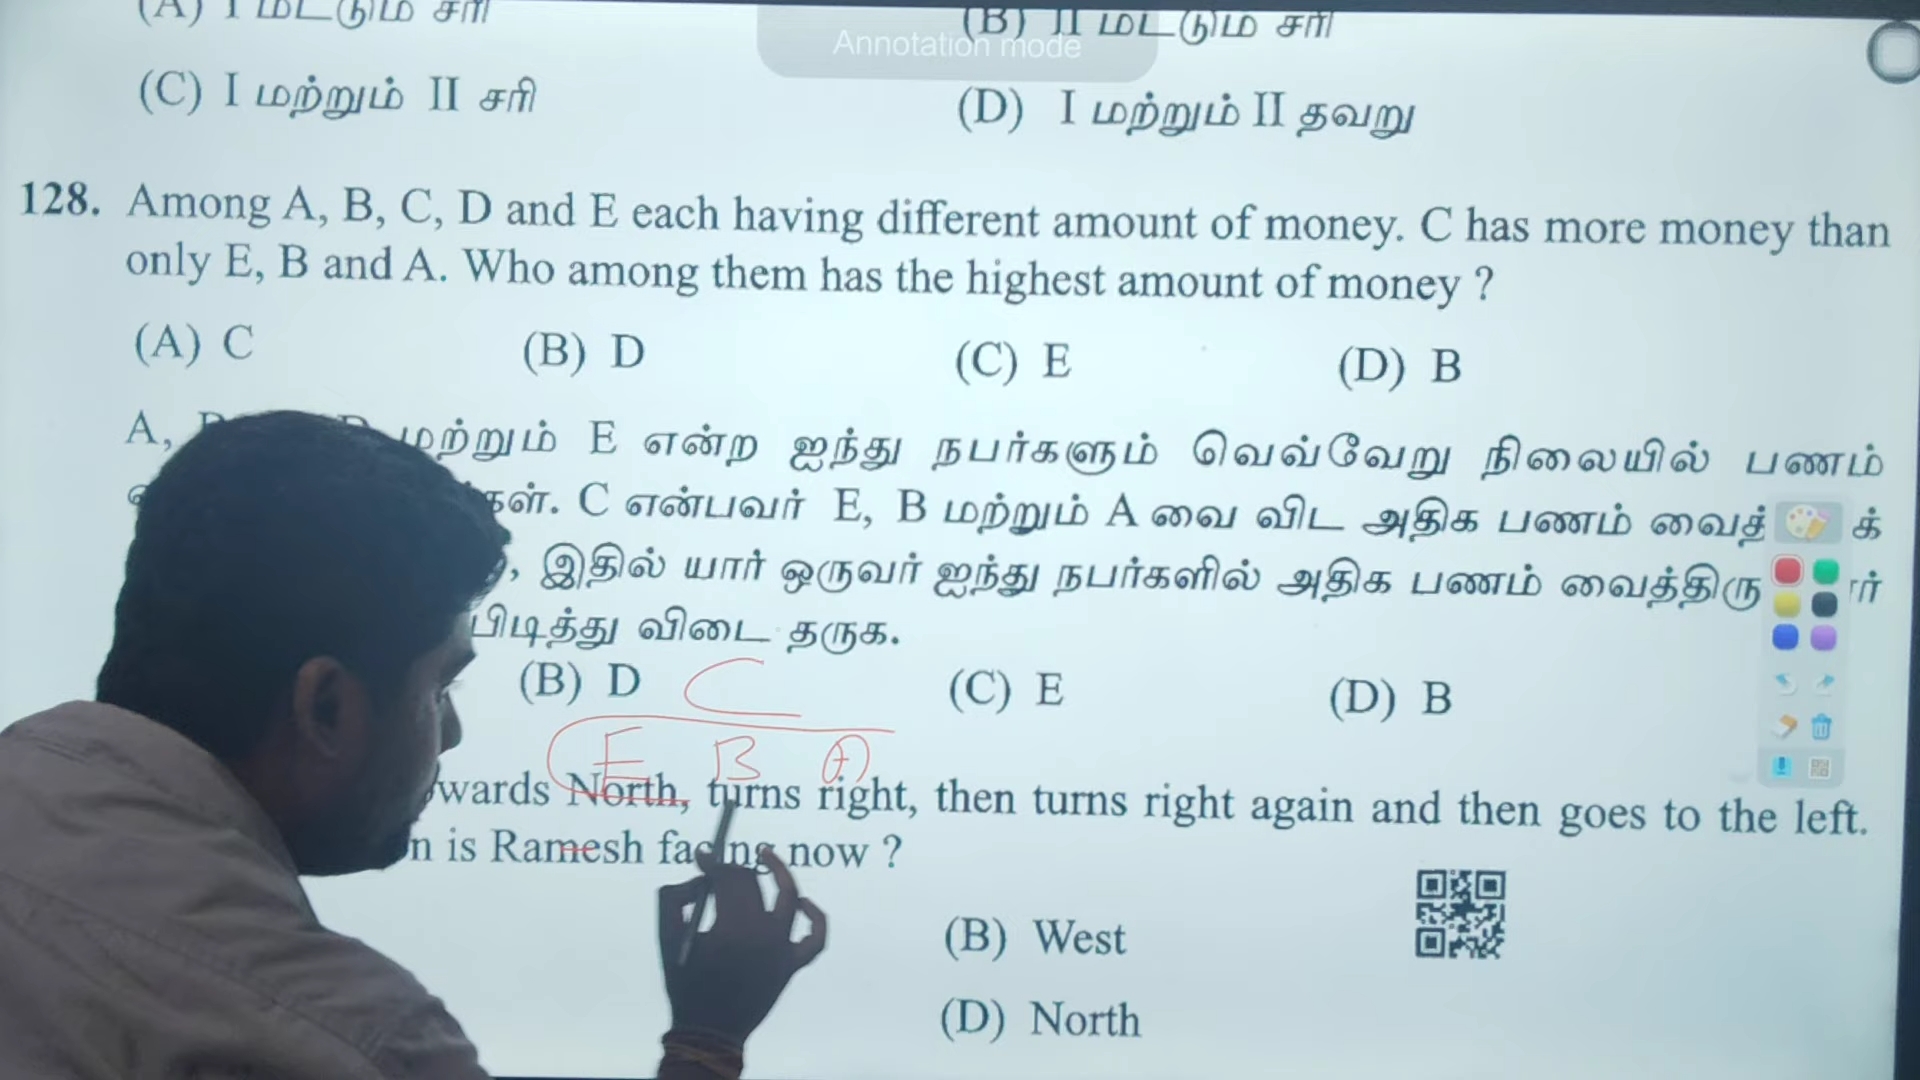 (A) I மட்டும் சரி
(B) II மட்டும் சரி
Annotation mode
(C) I மற்றும் II சரி
(D) I மற்றும் II தவறு
128. Among A, B, C, D and E each having different amount of money. C has more money than
only E, B and A. Who among them has the highest amount of money ?
(A) C (B) D (C) E (D) B
A, மற்றும் E என்ற ஐந்து நபர்களும் வெவ்வேறு நிலையில் பணம்
C என்பவர் E, B மற்றும் A வை விட அதிக பணம்
இதில் யார் ஒருவர் ஐந்து நபர்களில் அதிக பணம்
விடை தருக.
(B) D C (C) E (D) B
E B A
North, turns right, then turns right again and then goes to the left.
is Ramesh facing now ?
(B) West
(D) North